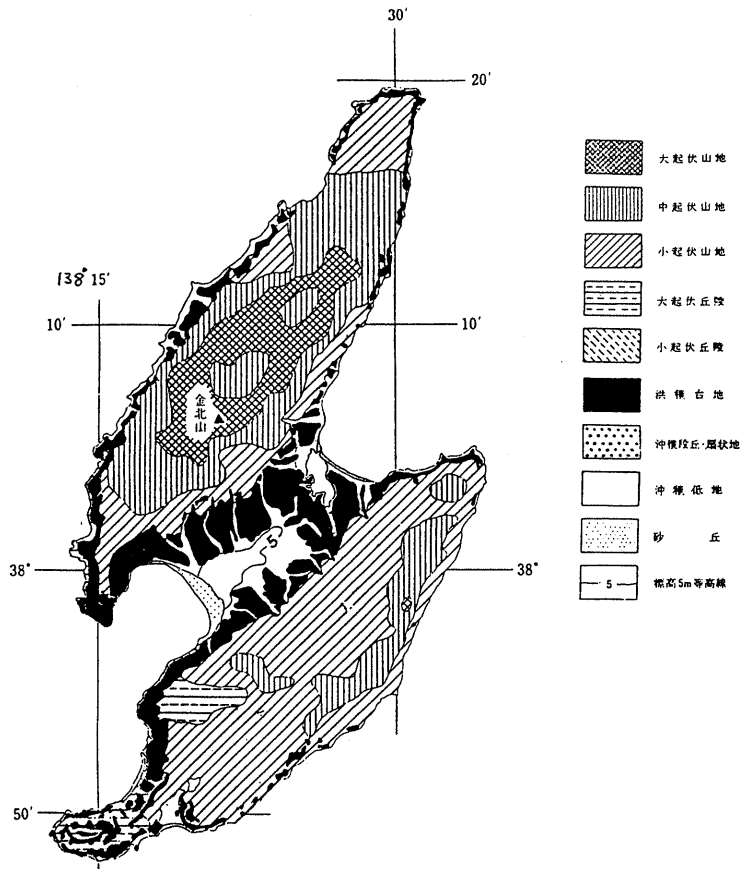 30′
20′
138° 15′
10′
10′
金北山
5
38°
38°
50′
大起伏山地
中起伏山地
小起伏山地
大起伏丘陵
小起伏丘陵
洪積台地
沖積段丘・扇状地
沖積低地
砂丘
5
標高5m等高線